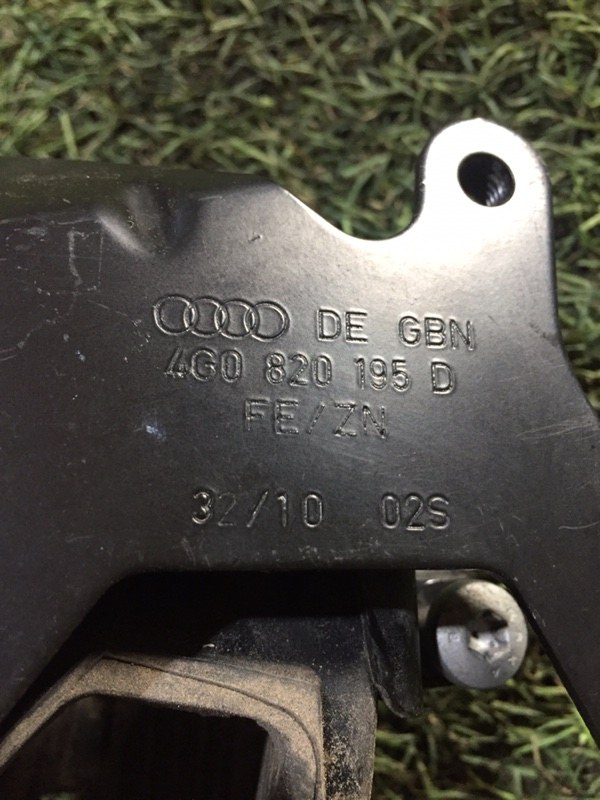 DE GBN
4G0 820 195 D
FE/ZN
32/10 02S